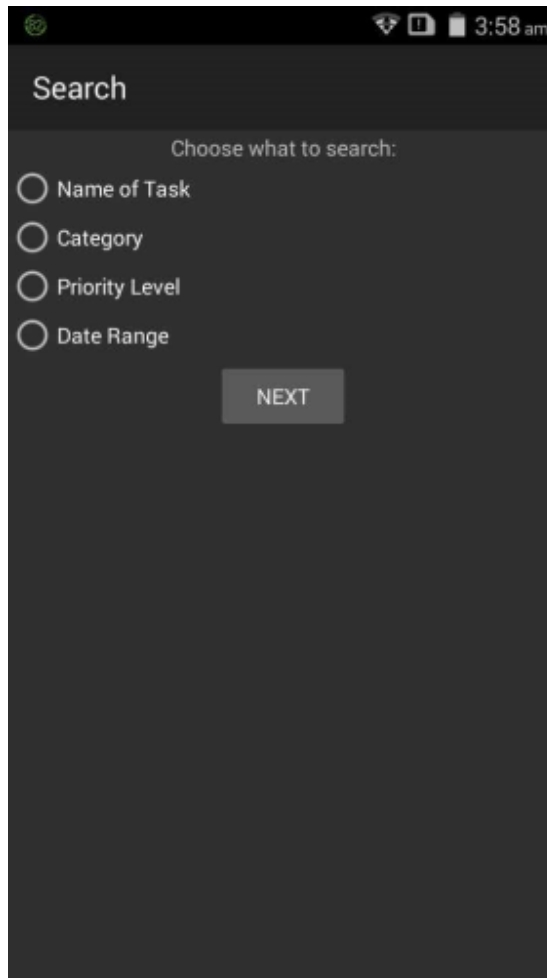 3:58 am
Search
Choose what to search:
Name of Task
Category
Priority Level
Date Range
NEXT